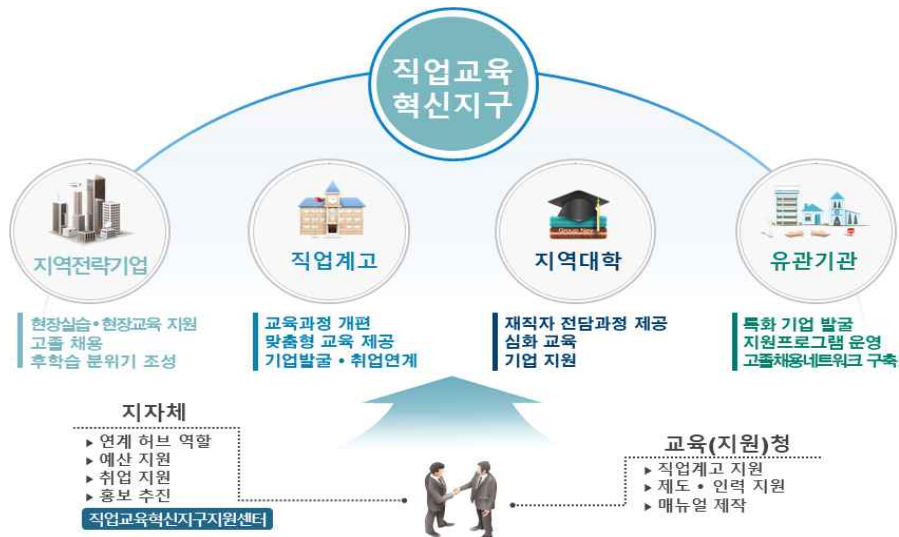 직업교육
혁신지구
지역전략기업
현장실습•현장교육 지원
고졸 채용
후학습 분위기 조성
직업계고
교육과정 개편
맞춤형 교육 제공
기업발굴 • 취업연계
지역대학
재직자 전담과정 제공
심화 교육
기업 지원
유관기관
특화 기업 발굴
지원프로그램 운영
고졸채용네트워크 구축
지자체
▸ 연계 허브 역할
▸ 예산 지원
▸ 취업 지원
▸ 홍보 추진
직업교육혁신지구지원센터
교육(지원)청
▸ 직업계고 지원
▸ 제도 • 인력 지원
▸ 매뉴얼 제작